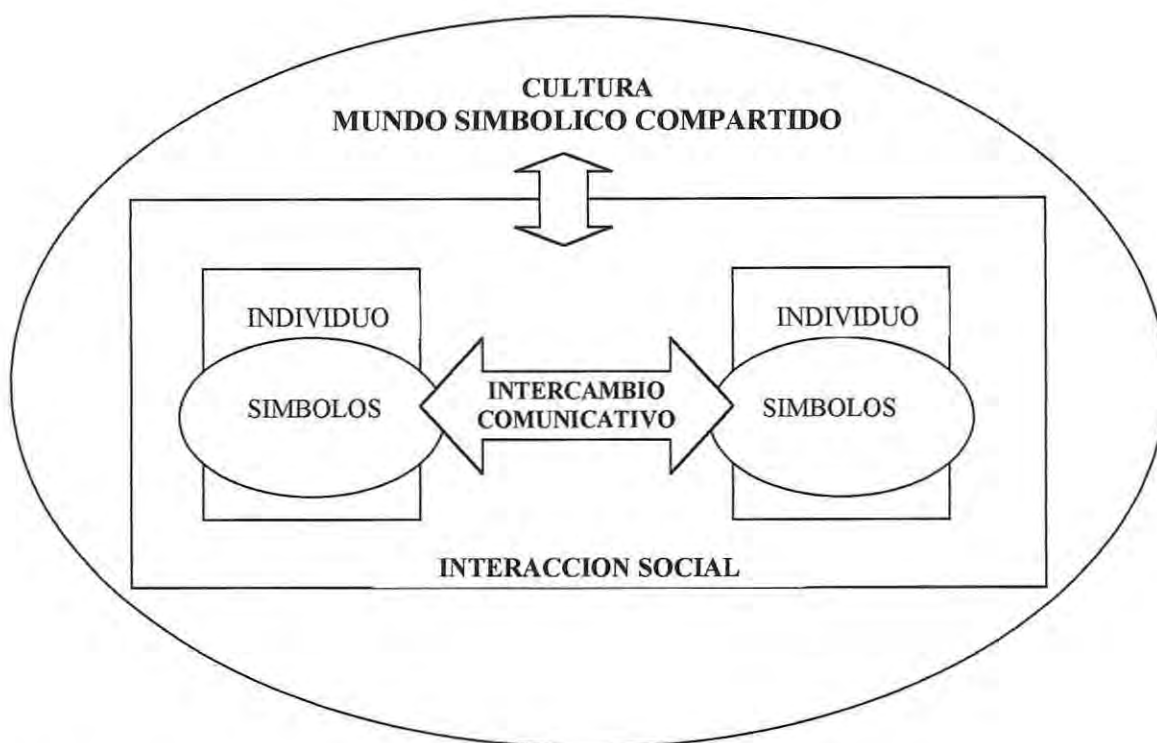 CULTURA
MUNDO SIMBOLICO COMPARTIDO
INDIVIDUO
INDIVIDUO
SIMBOLOS
INTERCAMBIO
COMUNICATIVO
SIMBOLOS
INTERACCION SOCIAL